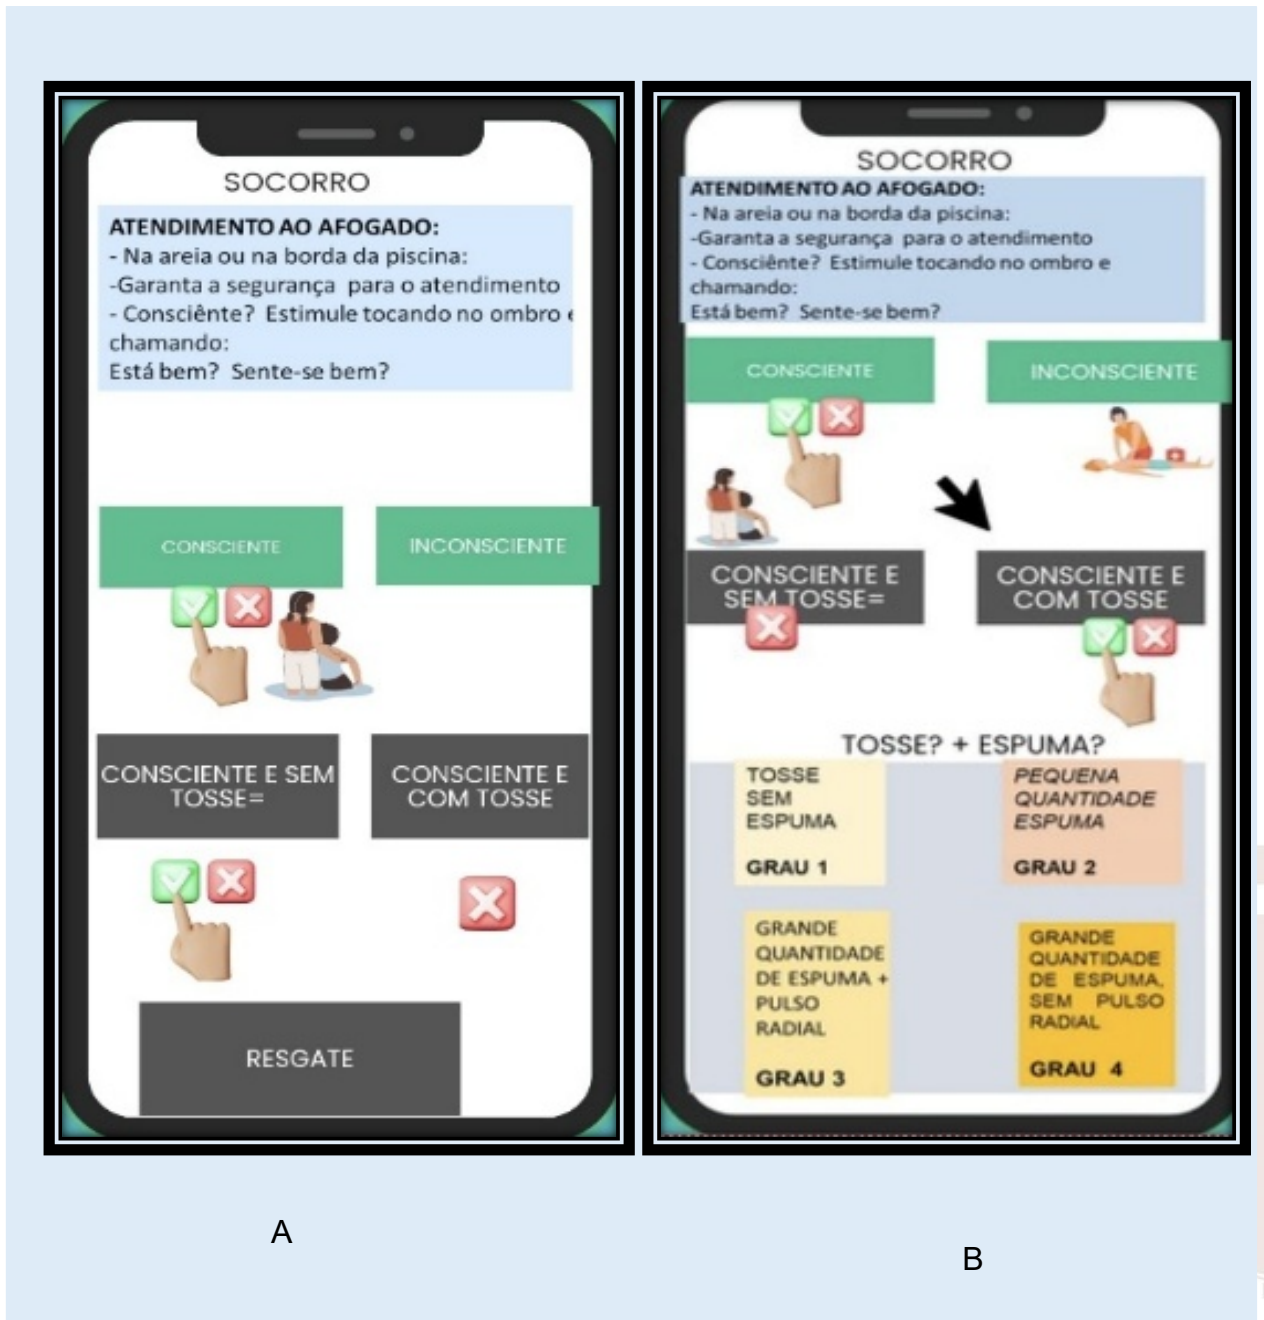 SOCORRO
ATENDIMENTO AO AFOGADO:
- Na areia ou na borda da piscina:
-Garanta a segurança para o atendimento
- Consciênte? Estimule tocando no ombro e
chamando:
Está bem? Sente-se bem?
CONSCIENTE
INCONSCIENTE
CONSCIENTE E SEM
TOSSE=
CONSCIENTE E
COM TOSSE
RESGATE
A
SOCORRO
ATENDIMENTO AO AFOGADO:
- Na areia ou na borda da piscina:
-Garanta a segurança para o atendimento
- Consciênte? Estimule tocando no ombro e
chamando:
Está bem? Sente-se bem?
CONSCIENTE
INCONSCIENTE
CONSCIENTE E
SEM TOSSE=
CONSCIENTE E
COM TOSSE
TOSSE? + ESPUMA?
TOSSE
SEM
ESPUMA
GRAU 1
PEQUENA
QUANTIDADE
ESPUMA
GRAU 2
GRANDE
QUANTIDADE
DE ESPUMA +
PULSO
RADIAL
GRAU 3
GRANDE
QUANTIDADE
DE ESPUMA,
SEM PULSO
RADIAL
GRAU 4
B